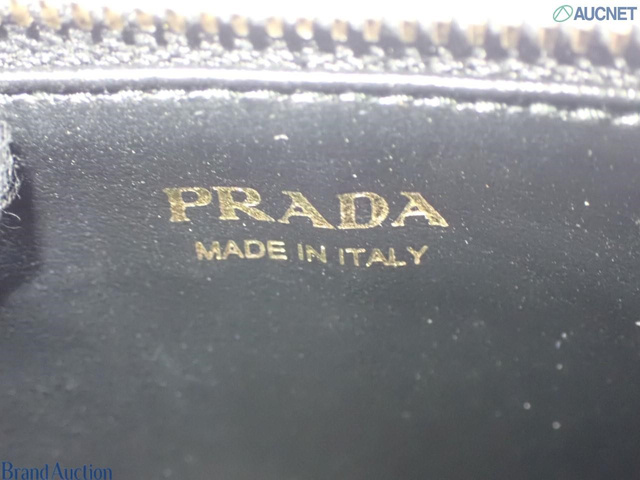 AUCNET
PRADA
MADE IN ITALY
Brand Auction